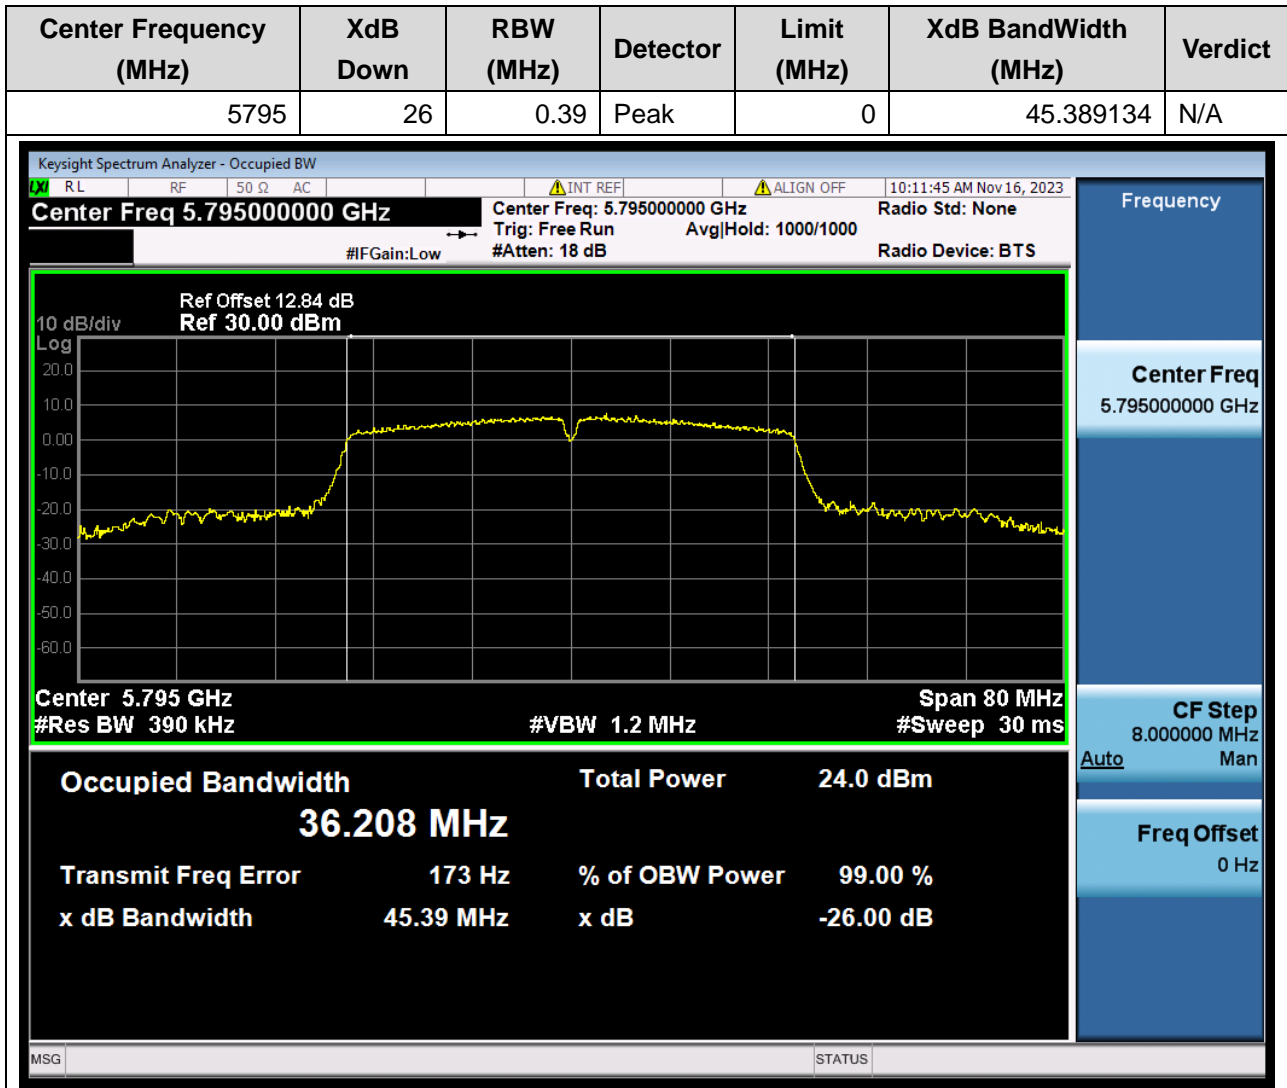 Center Frequency (MHz) XdB Down RBW (MHz) Detector Limit (MHz) XdB BandWidth (MHz) Verdict
5795 26 0.39 Peak 0 45.389134 N/A
Keysight Spectrum Analyzer - Occupied BW
LXI RL RF 50 Ω AC INT REF ALIGN OFF 10:11:45 AM Nov 16, 2023
Center Freq 5.795000000 GHz Center Freq: 5.795000000 GHz Radio Std: None
Trig: Free Run Avg|Hold: 1000/1000
#IFGain:Low #Atten: 18 dB Radio Device: BTS
Frequency
Ref Offset 12.84 dB
10 dB/div Ref 30.00 dBm
Log
20.0
10.0
0.00
-10.0
-20.0
-30.0
-40.0
-50.0
-60.0
Center 5.795 GHz Span 80 MHz
#Res BW 390 kHz #VBW 1.2 MHz #Sweep 30 ms
Center Freq
5.795000000 GHz
CF Step
8.000000 MHz
Auto Man
Freq Offset
0 Hz
Occupied Bandwidth Total Power 24.0 dBm
36.208 MHz
Transmit Freq Error 173 Hz % of OBW Power 99.00 %
x dB Bandwidth 45.39 MHz x dB -26.00 dB
MSG STATUS